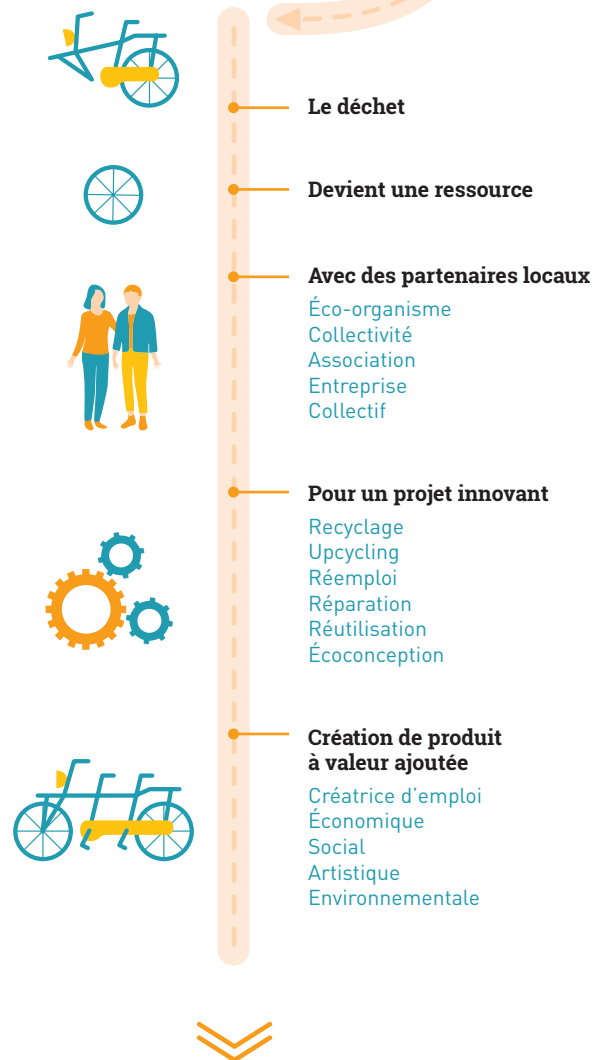 Le déchet
Devient une ressource
Avec des partenaires locaux
Éco-organisme
Collectivité
Association
Entreprise
Collectif
Pour un projet innovant
Recyclage
Upcycling
Réemploi
Réparation
Réutilisation
Écoconception
Création de produit
à valeur ajoutée
Créatrice d'emploi
Économique
Social
Artistique
Environnementale